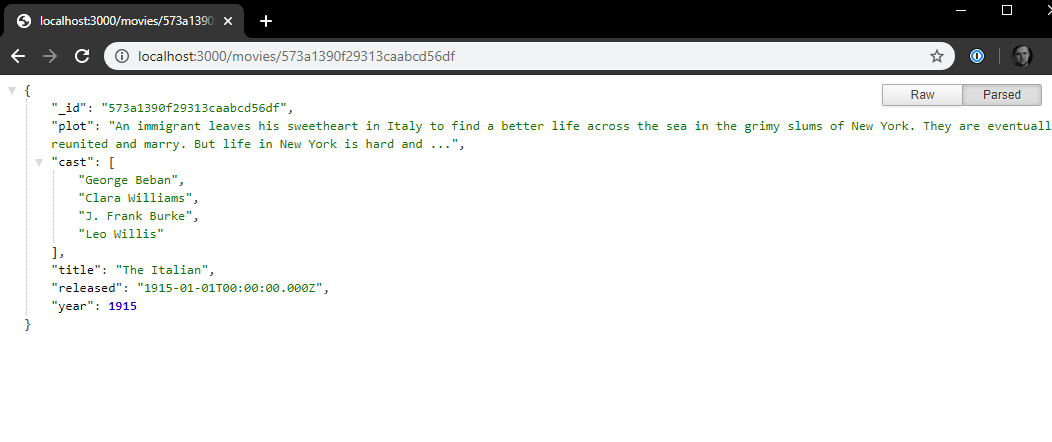 localhost:3000/movies/573a1390
localhost:3000/movies/573a1390f29313caabcd56df
Raw Parsed
{
"_id": "573a1390f29313caabcd56df",
"plot": "An immigrant leaves his sweetheart in Italy to find a better life across the sea in the grimy slums of New York. They are eventuall
reunited and marry. But life in New York is hard and ...",
"cast": [
"George Beban",
"Clara Williams",
"J. Frank Burke",
"Leo Willis"
],
"title": "The Italian",
"released": "1915-01-01T00:00:00.000Z",
"year": 1915
}